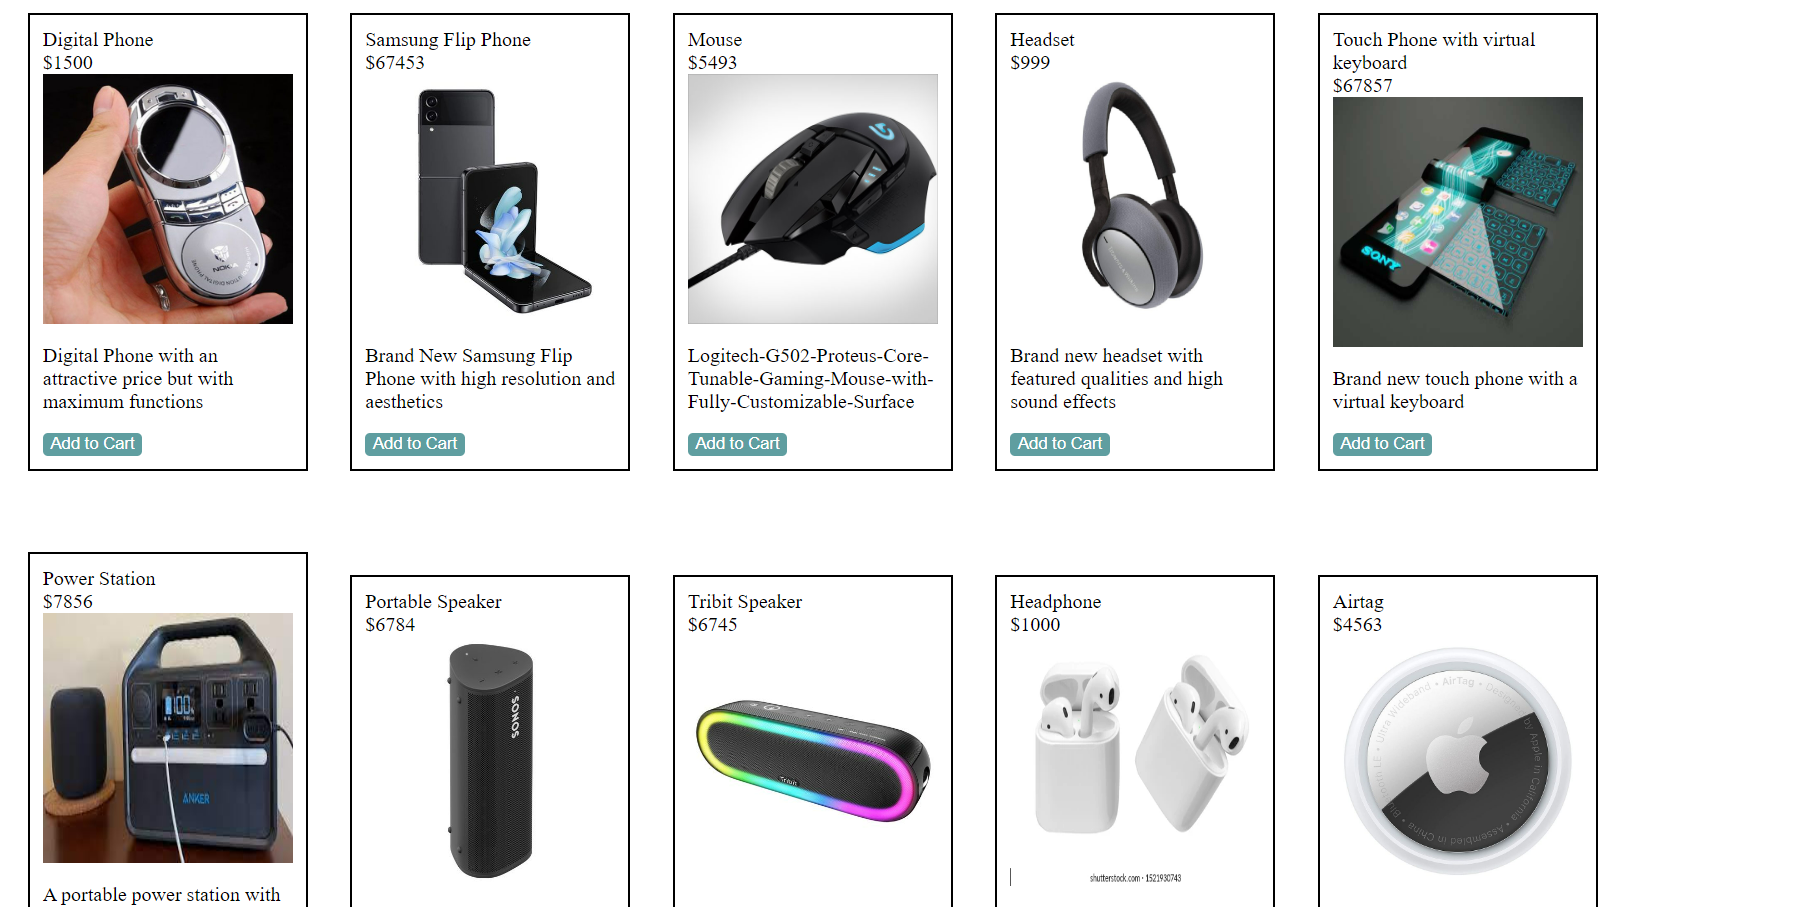 Digital Phone
$1500
NOKIA
Digital Phone with an
attractive price but with
maximum functions
Add to Cart
Samsung Flip Phone
$67453
Brand New Samsung Flip
Phone with high resolution and
aesthetics
Add to Cart
Mouse
$5493
Logitech-G502-Proteus-Core-
Tunable-Gaming-Mouse-with-
Fully-Customizable-Surface
Add to Cart
Headset
$999
Brand new headset with
featured qualities and high
sound effects
Add to Cart
Touch Phone with virtual
keyboard
$67857
SONY
Brand new touch phone with a
virtual keyboard
Add to Cart
Power Station
$7856
100
ANKER
A portable power station with
Portable Speaker
$6784
SONOS
Tribit Speaker
$6745
Tribit
Headphone
$1000
shutterstock.com · 1521930743
Airtag
$4563
Ultra Wideband • AirTag • Designed by Apple in California • Assembled in China • Bluetooth LE •